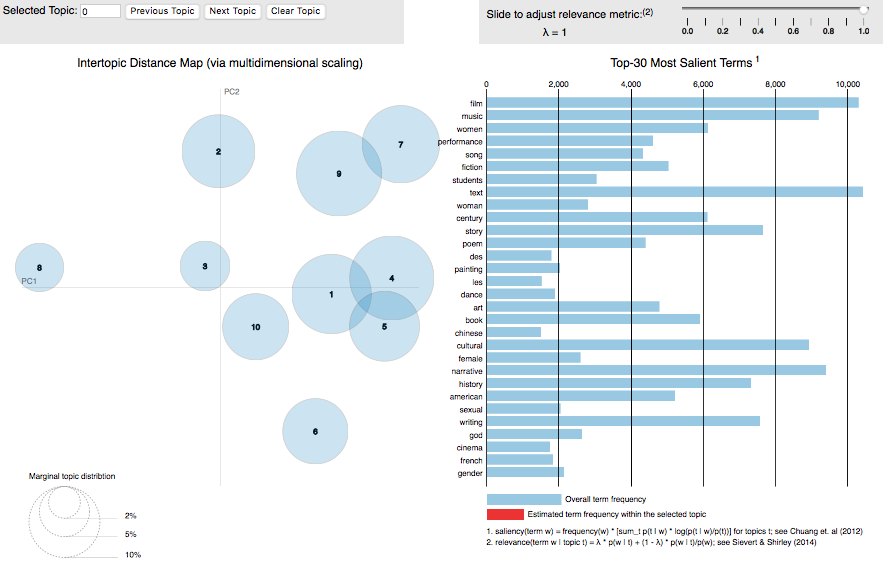 Selected Topic: 0 Previous Topic Next Topic Clear Topic
Slide to adjust relevance metric:(2)
λ = 1
0.0 0.2 0.4 0.6 0.8 1.0
Intertopic Distance Map (via multidimensional scaling)
PC2
PC1
2
7
9
8
3
4
1
5
10
6
Marginal topic distribtion
2%
5%
10%
Top-30 Most Salient Terms 1
0 2,000 4,000 6,000 8,000 10,000
film
music
women
performance
song
fiction
students
text
woman
century
story
poem
des
painting
les
dance
art
book
chinese
cultural
female
narrative
history
american
sexual
writing
god
cinema
french
gender
Overall term frequency
Estimated term frequency within the selected topic
1. saliency(term w) = frequency(w) * [sum_t p(t | w) * log(p(t | w)/p(t))] for topics t; see Chuang et. al (2012)
2. relevance(term w | topic t) = λ * p(w | t) + (1 - λ) * p(w | t)/p(w); see Sievert & Shirley (2014)